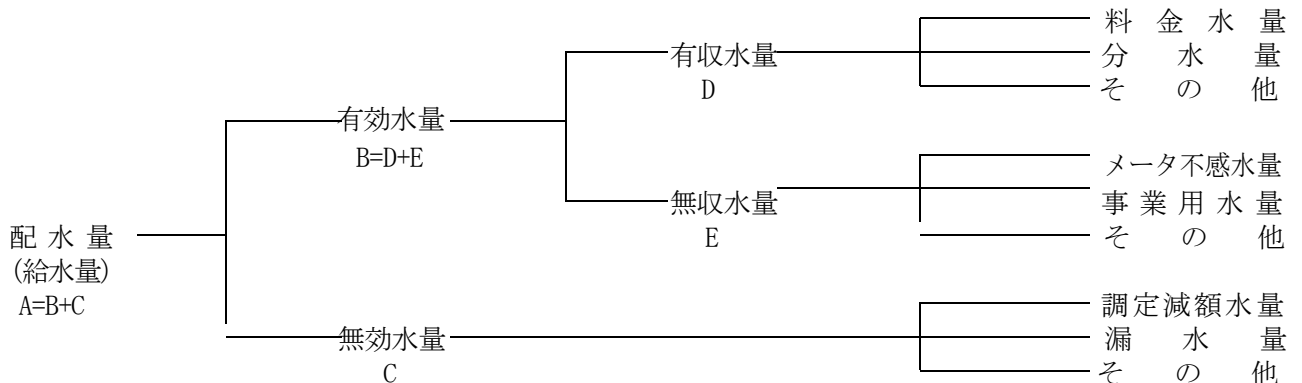 料金水量
有収水量 分水量
D その他
有効水量
B=D+E メータ不感水量
無収水量 事業用水量
配水量 E その他
(給水量)
A=B+C 調定減額水量
無効水量 漏水量
C その他